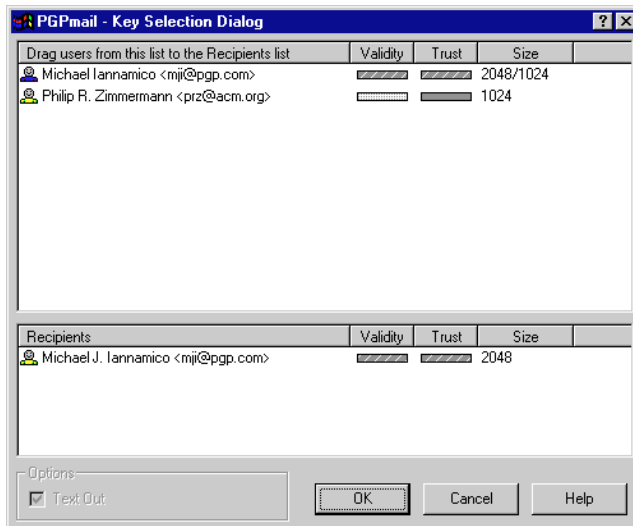 PGPmail - Key Selection Dialog
Drag users from this list to the Recipients list Validity Trust Size
Michael Iannamico <mji@pgp.com> 2048/1024
Philip R. Zimmermann <prz@acm.org> 1024
Recipients Validity Trust Size
Michael J. Iannamico <mji@pgp.com> 2048
Options
Text Out
OK Cancel Help